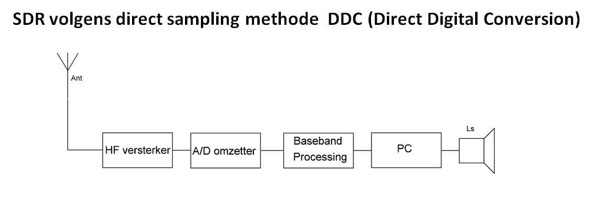 SDR volgens direct sampling methode DDC (Direct Digital Conversion)
Ant
HF versterker
A/D omzetter
Baseband
Processing
PC
Ls